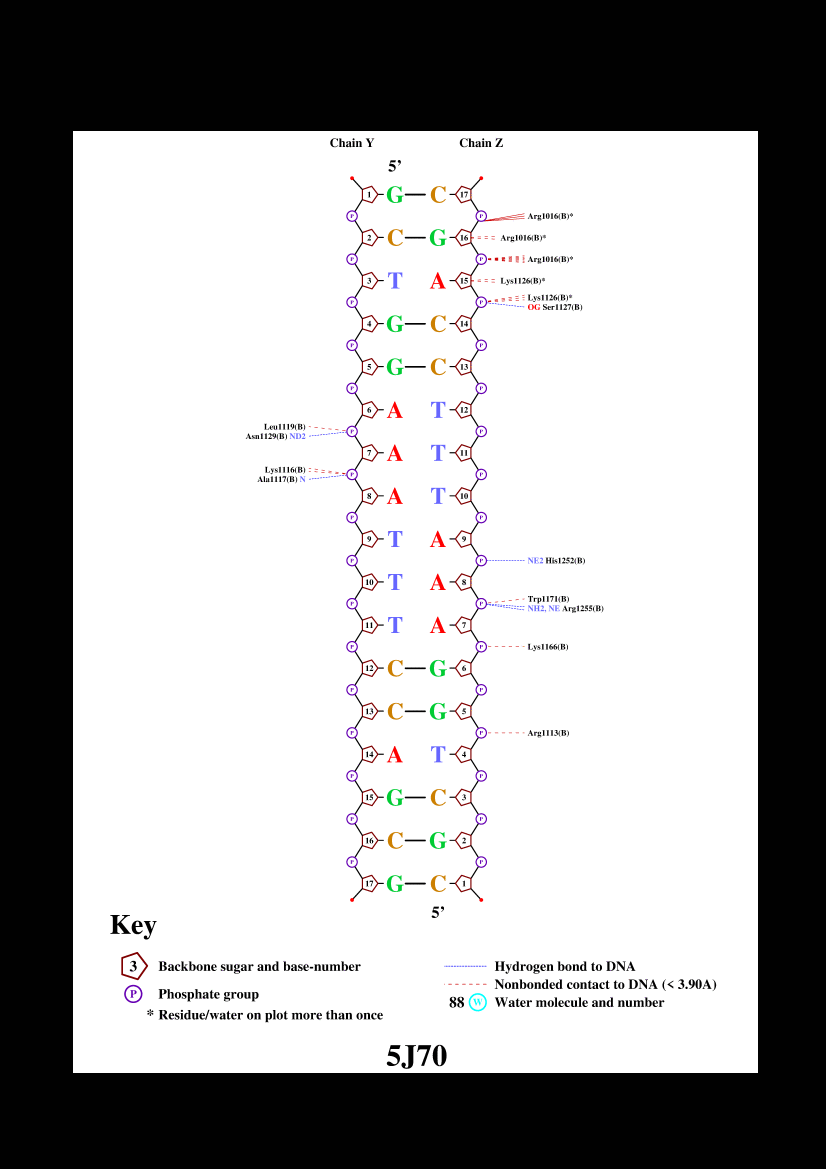 Chain Y Chain Z
5’
1 G C 17
P P Arg1016(B)*
2 C G 16 Arg1016(B)*
P P Arg1016(B)*
3 T A 15 Lys1126(B)*
P P Lys1126(B)*
OG Ser1127(B)
4 G C 14
P P
5 G C 13
P P
6 A T 12
Leu1119(B)
Asn1129(B) ND2 P P
7 A T 11
Lys1116(B)
Ala1117(B) N P P
8 A T 10
P P
9 T A 9
P P NE2 His1252(B)
10 T A 8
P P Trp1171(B)
NH2, NE Arg1255(B)
11 T A 7
P P Lys1166(B)
12 C G 6
P P
13 C G 5
P P Arg1113(B)
14 A T 4
P P
15 G C 3
P P
16 C G 2
P P
17 G C 1
5’
Key
3 Backbone sugar and base-number
P Phosphate group
* Residue/water on plot more than once
Hydrogen bond to DNA
Nonbonded contact to DNA (< 3.90A)
88 W Water molecule and number
5J70